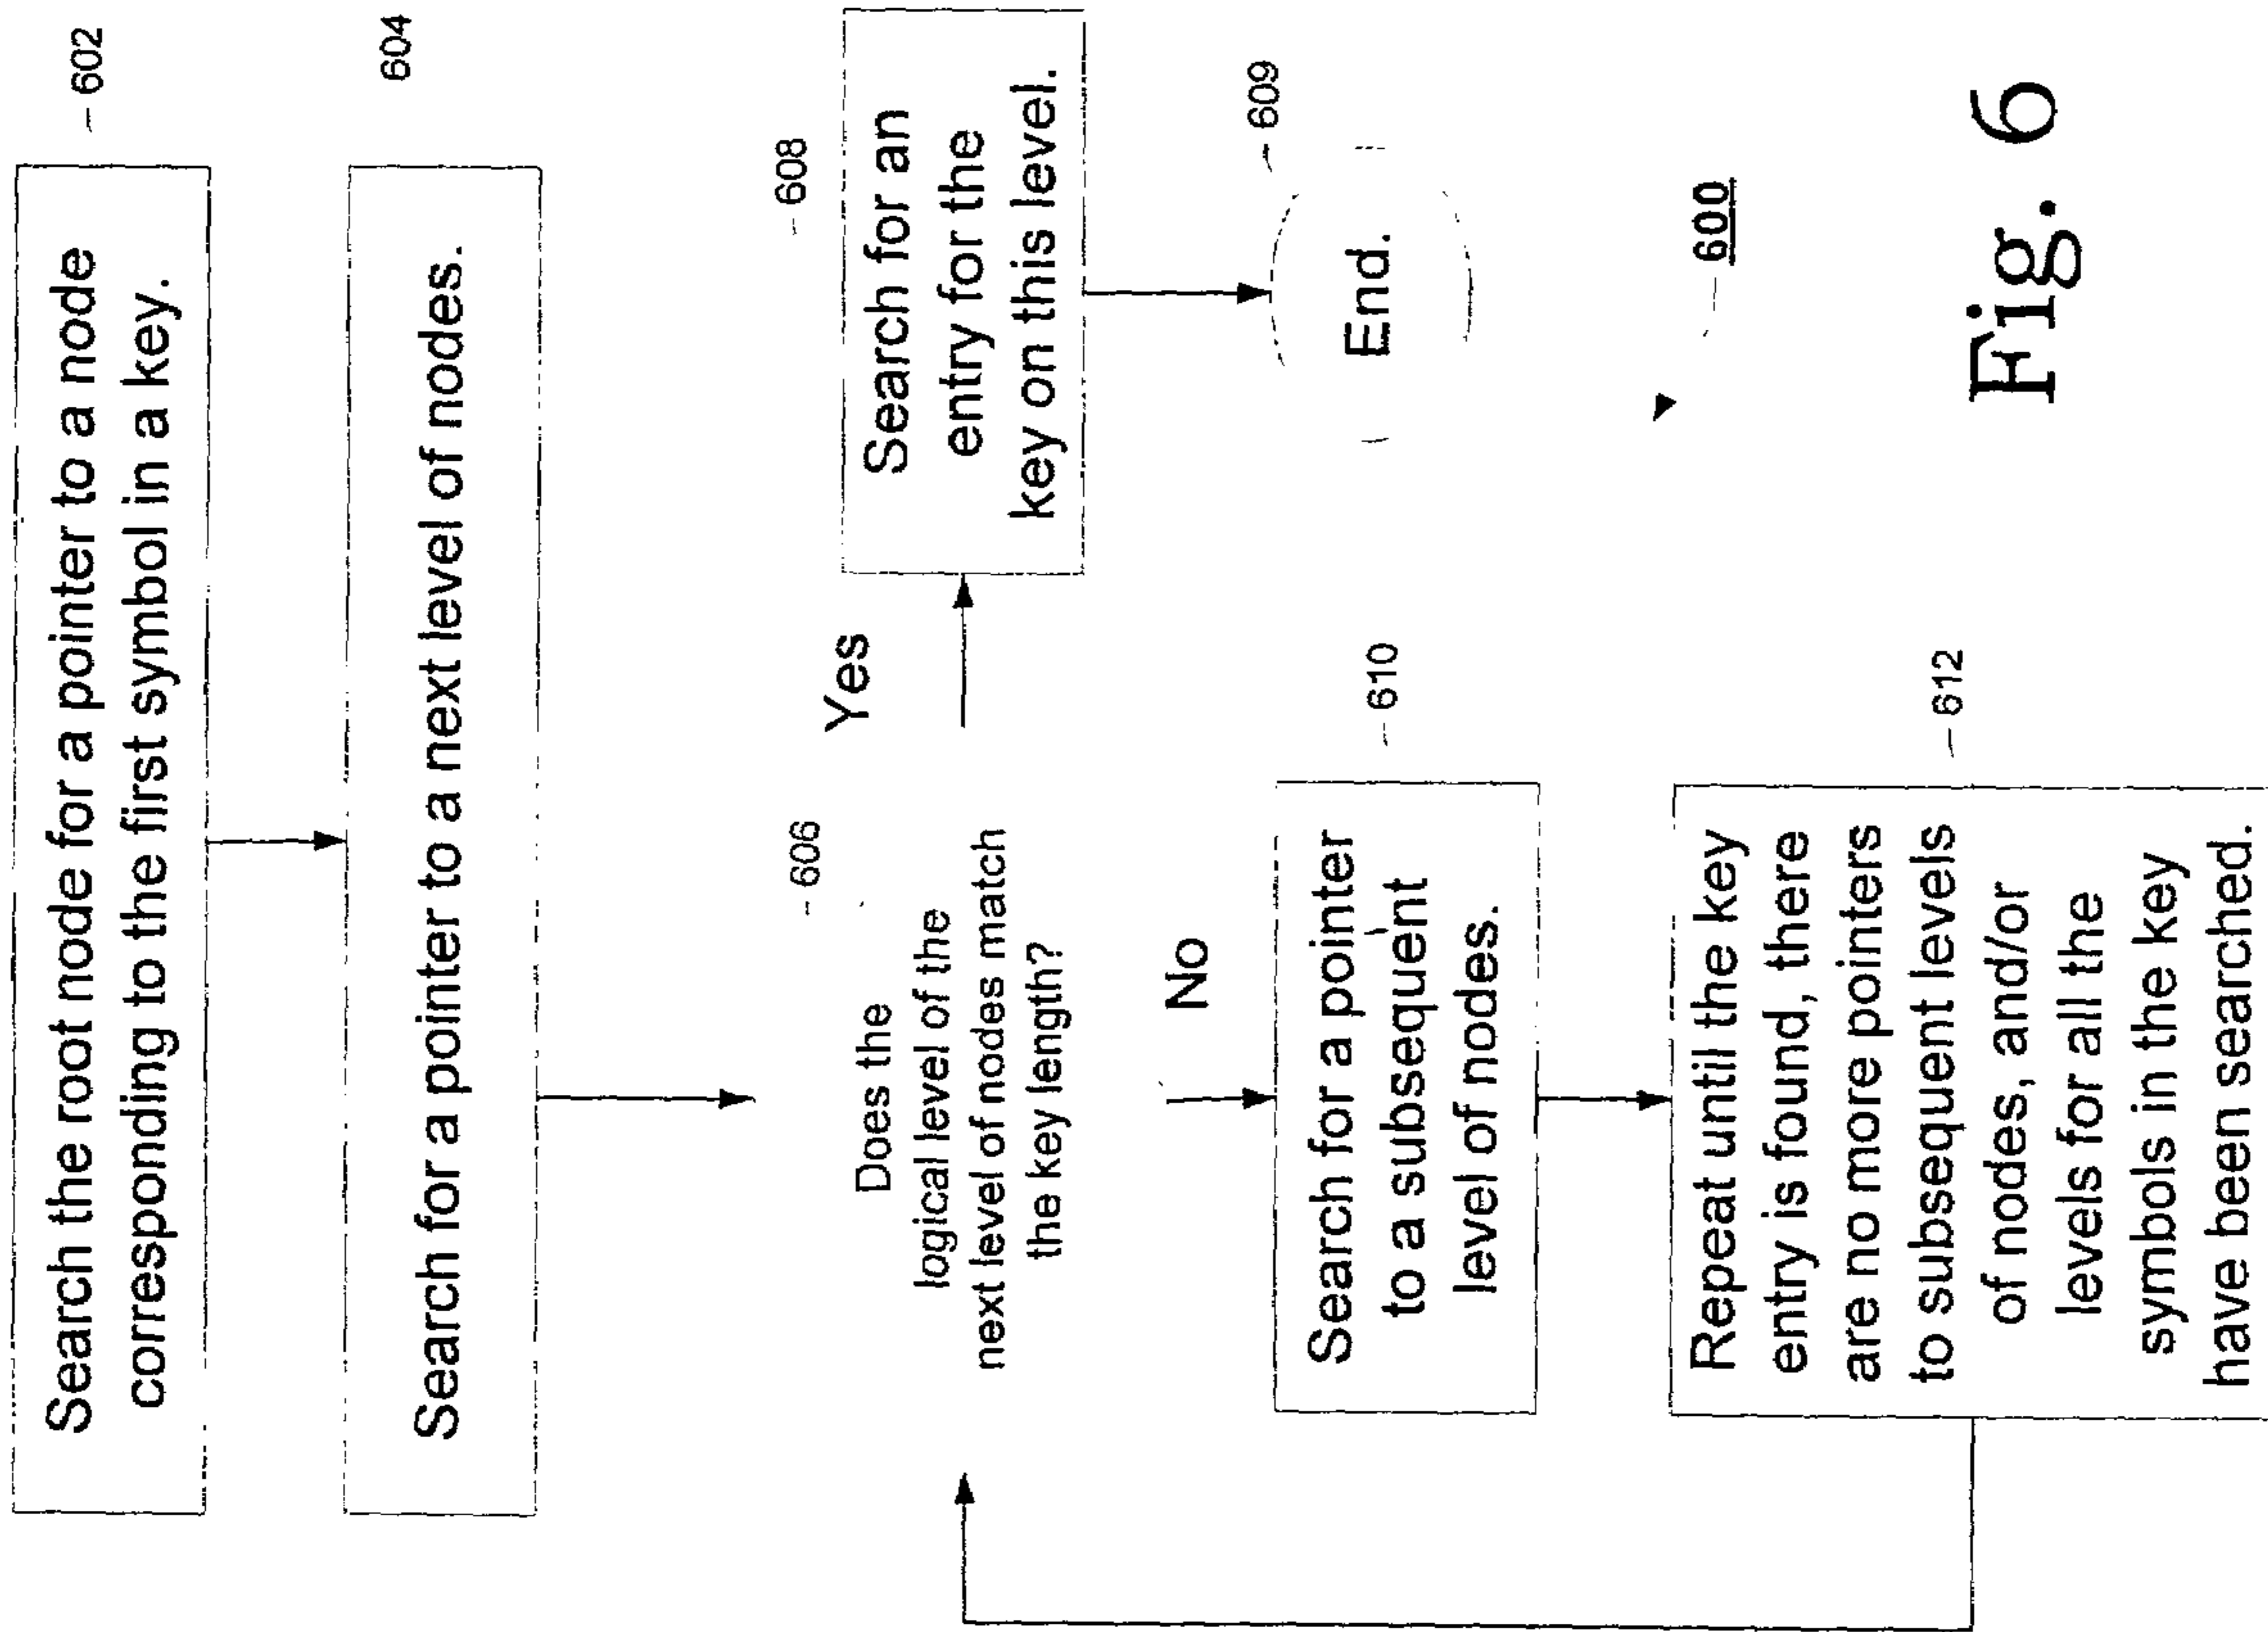 Search the root node for a pointer to a node
corresponding to the first symbol in a key.
602
Search for a pointer to a next level of nodes.
604
606
Does the
logical level of the
next level of nodes match
the key length?
Yes
608
Search for an
entry for the
key on this level.
609
End.
No
Search for a pointer
to a subsequent
level of nodes.
610
Repeat until the key
entry is found, there
are no more pointers
to subsequent levels
of nodes, and/or
levels for all the
symbols in the key
have been searched.
612
600
Fig. 6